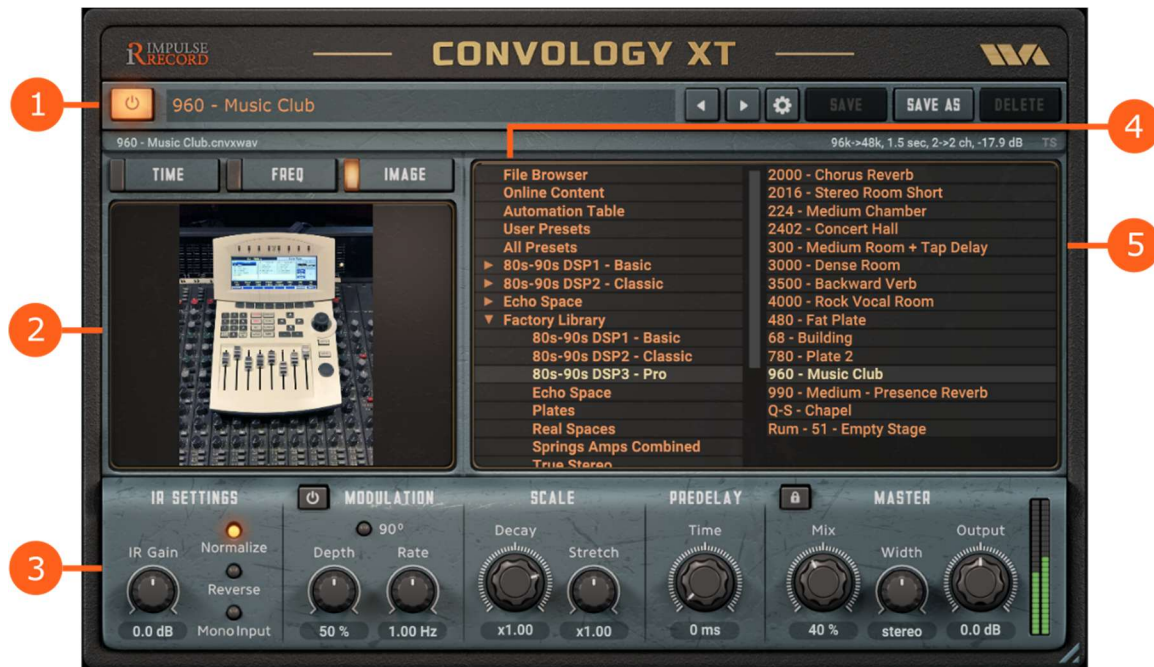 IMPULSE RECORD
CONVOLOGY XT
1
960 - Music Club
SAVE
SAVE AS
DELETE
960 - Music Club.cnvxwav
96k->48k, 1.5 sec, 2->2 ch, -17.9 dB
TS
4
TIME
FREQ
IMAGE
File Browser
Online Content
Automation Table
User Presets
All Presets
80s-90s DSP1 - Basic
80s-90s DSP2 - Classic
Echo Space
Factory Library
80s-90s DSP1 - Basic
80s-90s DSP2 - Classic
80s-90s DSP3 - Pro
Echo Space
Plates
Real Spaces
Springs Amps Combined
True Stereo
2000 - Chorus Reverb
2016 - Stereo Room Short
224 - Medium Chamber
2402 - Concert Hall
300 - Medium Room + Tap Delay
3000 - Dense Room
3500 - Backward Verb
4000 - Rock Vocal Room
480 - Fat Plate
68 - Building
780 - Plate 2
960 - Music Club
990 - Medium - Presence Reverb
Q-S - Chapel
Rum - 51 - Empty Stage
5
2
3
IR SETTINGS
IR Gain
0.0 dB
Normalize
Reverse
Mono Input
MODULATION
90°
Depth
Rate
50 %
1.00 Hz
SCALE
Decay
Stretch
x1.00
x1.00
PREDELAY
Time
0 ms
MASTER
Mix
Width
Output
40 %
stereo
0.0 dB